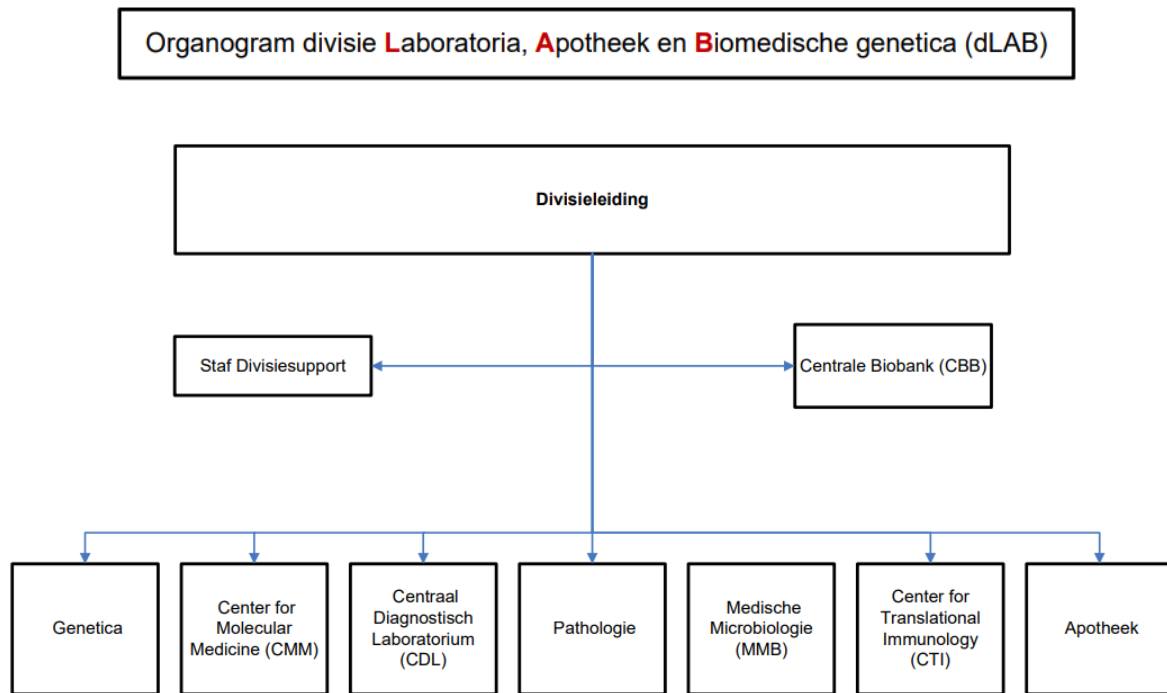 Organogram divisie Laboratoria, Apotheek en Biomedische genetica (dLAB)
Divisieleiding
Staf Divisiesupport
Centrale Biobank (CBB)
Genetica
Center for
Molecular
Medicine (CMM)
Centraal
Diagnostisch
Laboratorium
(CDL)
Pathologie
Medische
Microbiologie
(MMB)
Center for
Translational
Immunology
(CTI)
Apotheek